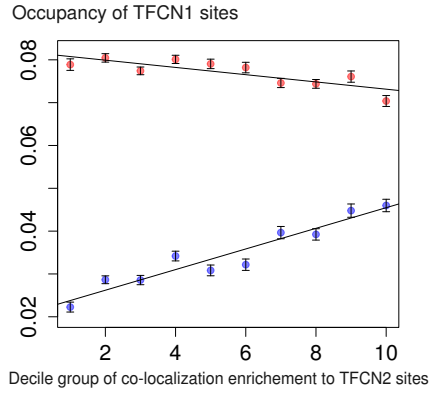 Occupancy of TFCN1 sites
0.08
0.06
0.04
0.02
2 4 6 8 10
Decile group of co-localization enrichement to TFCN2 sites